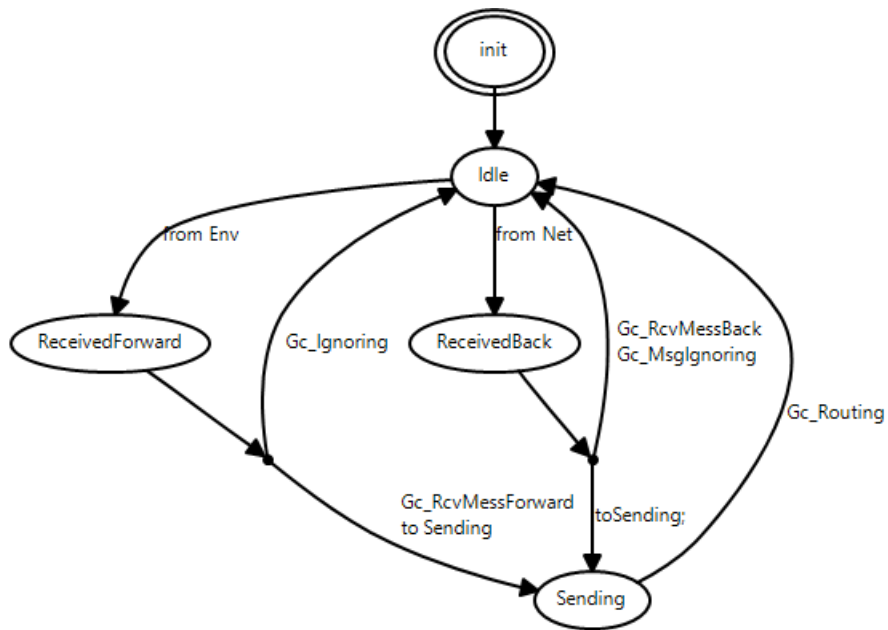 init
Idle
from Env
from Net
ReceivedForward
Gc_Ignoring
ReceivedBack
Gc_RcvMessBack
Gc_MsgIgnoring
Gc_Routing
Gc_RcvMessForward
to Sending
toSending;
Sending